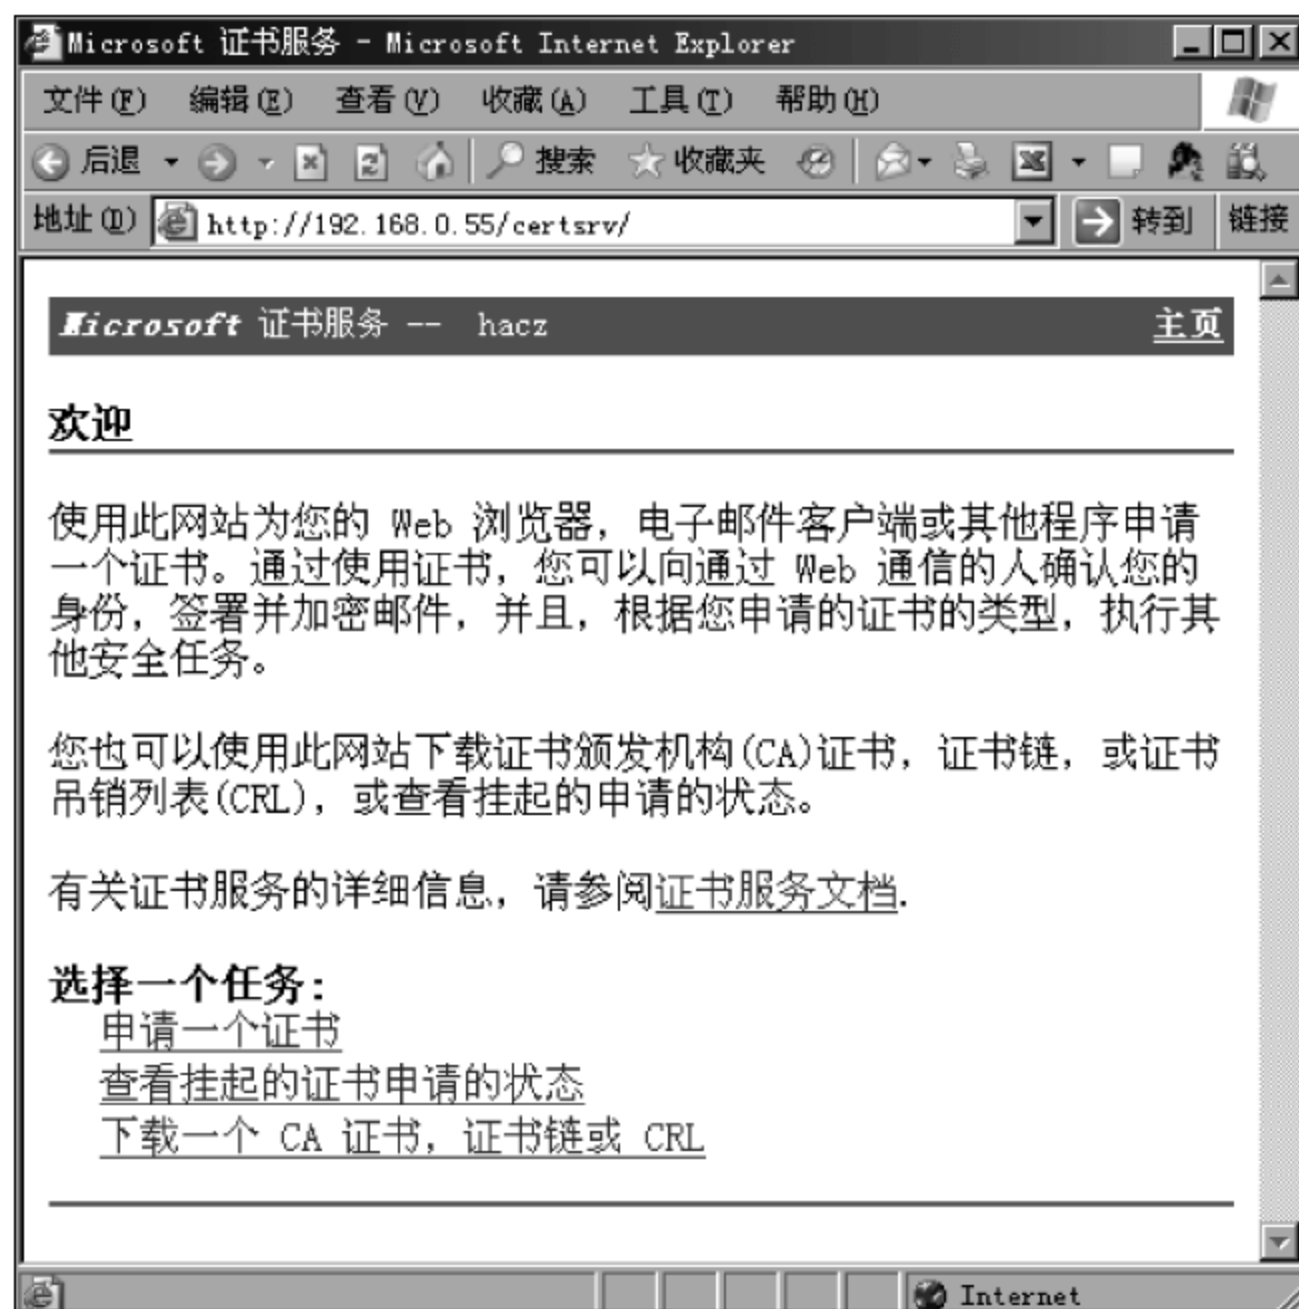 Microsoft 证书服务 - Microsoft Internet Explorer
文件(F) 编辑(E) 查看(V) 收藏(A) 工具(T) 帮助(H)
后退 搜索 收藏夹
地址(D) http://192.168.0.55/certsrv/ 转到 链接
Microsoft 证书服务 -- hacz 主页
欢迎
使用此网站为您的 Web 浏览器，电子邮件客户端或其他程序申请
一个证书。通过使用证书，您可以向通过 Web 通信的人确认您的
身份，签署并加密邮件，并且，根据您申请的证书的类型，执行其
他安全任务。
您也可以使用此网站下载证书颁发机构(CA)证书，证书链，或证书
吊销列表(CRL)，或查看挂起的申请的状态。
有关证书服务的详细信息，请参阅证书服务文档.
选择一个任务:
申请一个证书
查看挂起的证书申请的状态
下载一个 CA 证书，证书链或 CRL
Internet